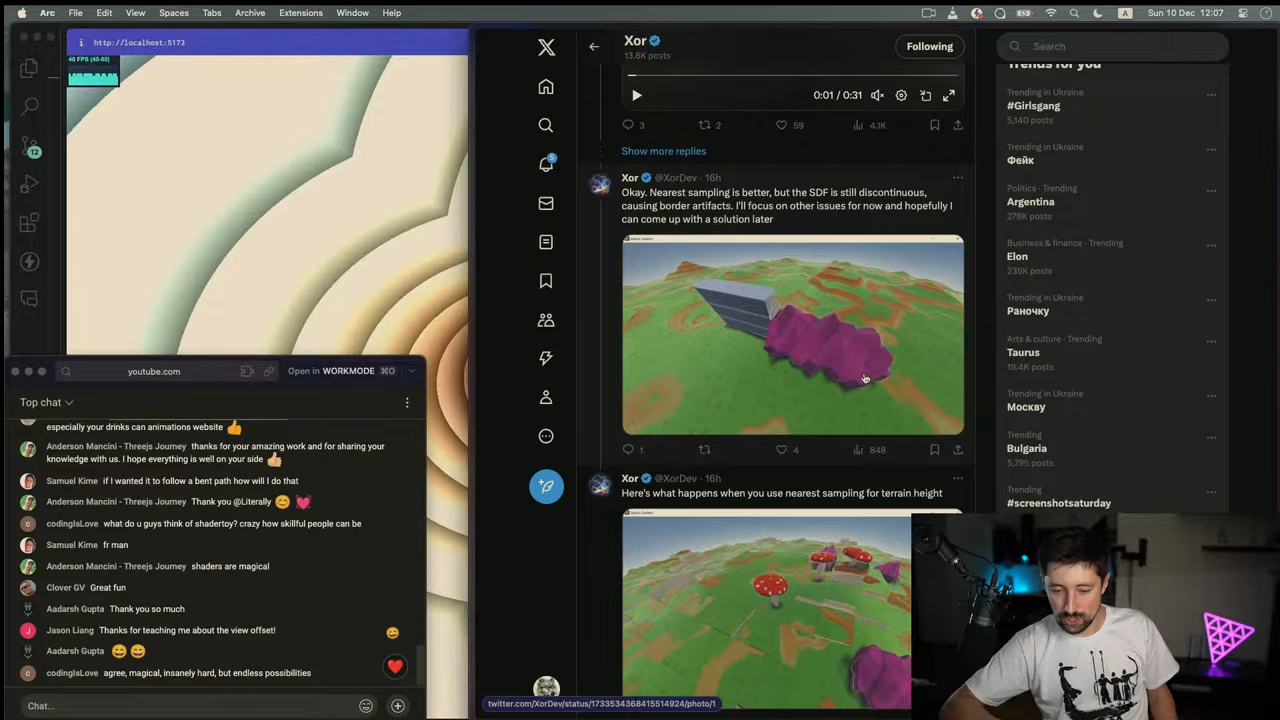 Arc File Edit View Spaces Tabs Archive Extensions Window Help
A Sun 10 Dec 12:07
i http://localhost:5173
40 FPS (40-60)
12
youtube.com
Open in WORKMODE ⌘O
Top chat
especially your drinks can animations website 👍
Anderson Mancini - Threejs Journey thanks for your amazing work and for sharing your
knowledge with us. I hope everything is well on your side 👍
Samuel Kime if I wanted it to follow a bent path how will I do that
Anderson Mancini - Threejs Journey Thank you @Literally 😊 💓
codingIsLove what do u guys think of shadertoy? crazy how skillful people can be
Samuel Kime fr man
Anderson Mancini - Threejs Journey shaders are magical
Clover GV Great fun
Aadarsh Gupta Thank you so much
Jason Liang Thanks for teaching me about the view offset!
Aadarsh Gupta 😄 😄
codingIsLove agree, magical, insanely hard, but endless possibilities
Chat...
5
Xor
13.6K posts
Following
0:01 / 0:31
3 2 59 4.1K
Show more replies
Xor @XorDev · 16h
Okay. Nearest sampling is better, but the SDF is still discontinuous,
causing border artifacts. I'll focus on other issues for now and hopefully I
can come up with a solution later
1 4 848
Xor @XorDev · 16h
Here's what happens when you use nearest sampling for terrain height
twitter.com/XorDev/status/1733534368415514924/photo/1
Search
Trends for you
Trending in Ukraine
#Girlsgang
5,140 posts
Trending in Ukraine
Фейк
Politics · Trending
Argentina
278K posts
Business & finance · Trending
Elon
235K posts
Trending in Ukraine
Раночку
Arts & culture · Trending
Taurus
19.4K posts
Trending in Ukraine
Москву
Trending
Bulgaria
5,795 posts
Trending
#screenshotsaturday